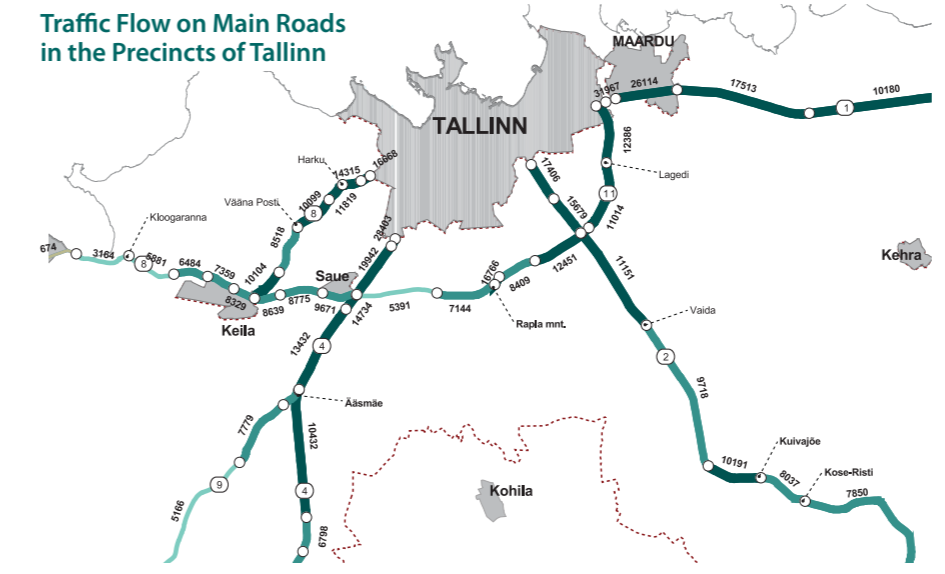 Traffic Flow on Main Roads
in the Precincts of Tallinn
MAARDU
31967
26114
17513
10180
1
TALLINN
12386
Lagedi
11
11014
17406
15679
Harku
14315
16668
10099
11819
8
Vääna Posti
8518
Kloogaranna
674
3164
8
5881
6484
7359
8329
10104
8639
8775
Saue
9671
Keila
28403
19942
14734
5391
7144
16766
8409
12451
Rapla mnt.
11151
Kehra
Vaida
2
9718
13432
4
Ääsmäe
7779
10432
9
5166
4
6798
Kohila
10191
Kuivajõe
8037
Kose-Risti
7850